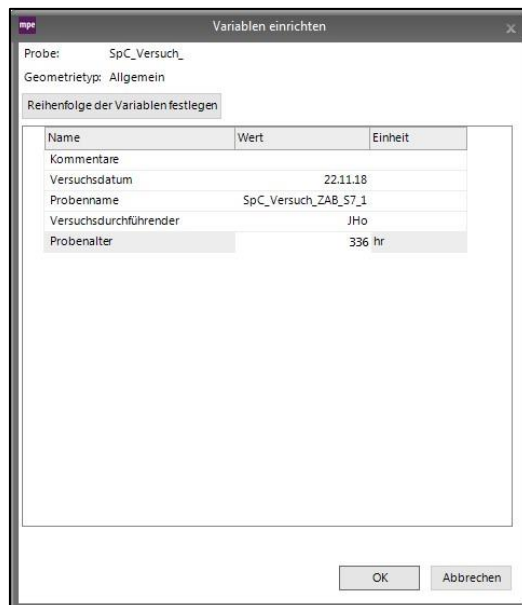 mpe Variablen einrichten x
Probe: SpC_Versuch_
Geometrietyp: Allgemein
Reihenfolge der Variablen festlegen
Name Wert Einheit
Kommentare
Versuchsdatum 22.11.18
Probenname SpC_Versuch_ZAB_S7_1
Versuchsdurchführender JHo
Probenalter 336 hr
OK Abbrechen